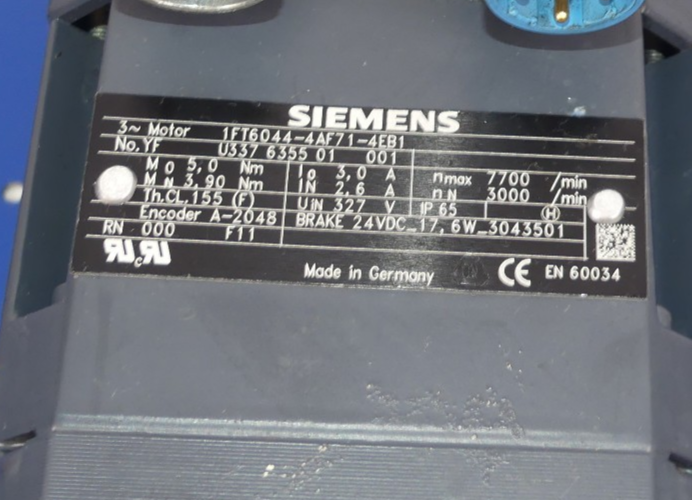 SIEMENS
3~ Motor 1FT6044-4AF71-4EB1
No.YF U337 6355 01 001
M0 5,0 Nm I0 3,0 A nmax 7700 /min
MN 3,90 Nm IN 2,6 A nN 3000 /min
Th.CL.155 (F) UIN 327 V IP 65 (H)
Encoder A-2048 BRAKE 24VDC_17,6W_3043501
RN 000 F11
Made in Germany CE EN 60034